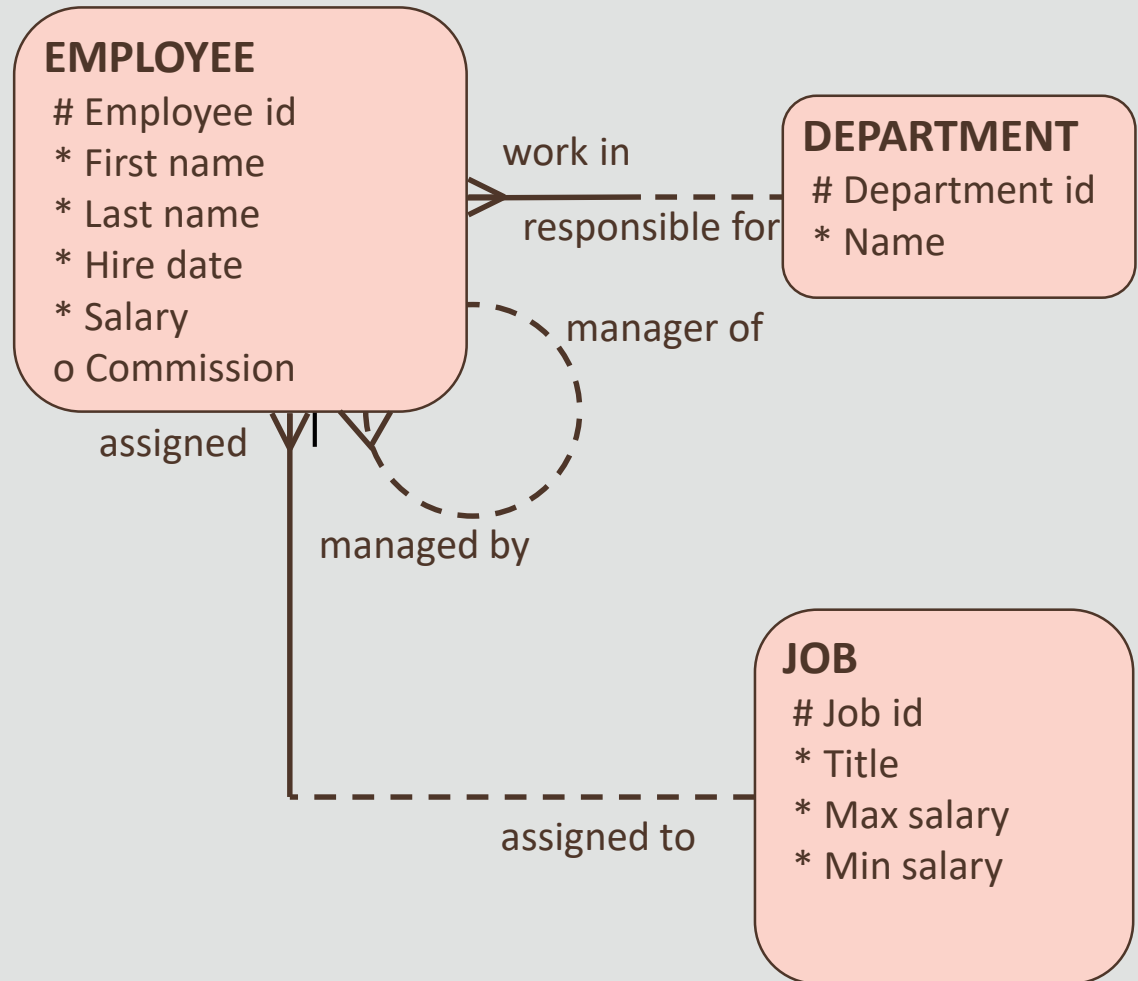 EMPLOYEE
# Employee id
* First name
* Last name
* Hire date
* Salary
o Commission
work in
responsible for
DEPARTMENT
# Department id
* Name
manager of
assigned
managed by
JOB
# Job id
* Title
* Max salary
* Min salary
assigned to